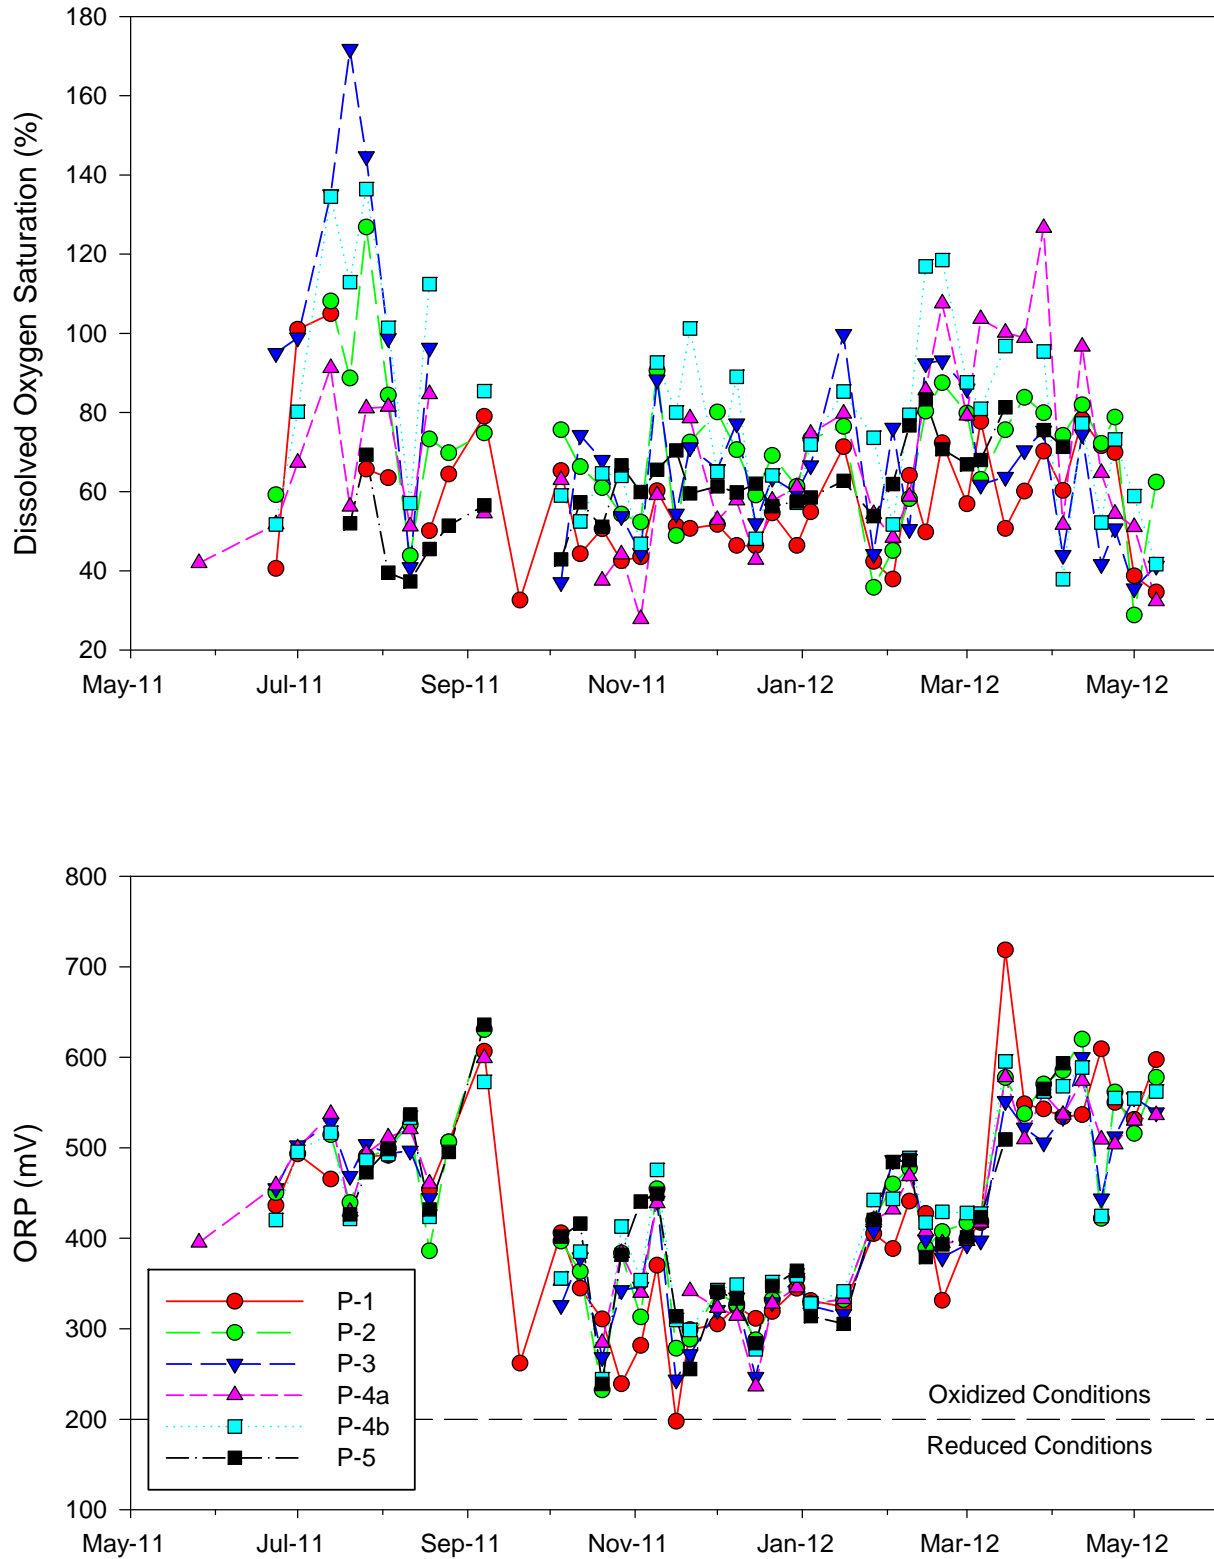 Dissolved Oxygen Saturation (%)
180
160
140
120
100
80
60
40
20
May-11 Jul-11 Sep-11 Nov-11 Jan-12 Mar-12 May-12
ORP (mV)
800
700
600
500
400
300
200
100
P-1
P-2
P-3
P-4a
P-4b
P-5
Oxidized Conditions
Reduced Conditions
May-11 Jul-11 Sep-11 Nov-11 Jan-12 Mar-12 May-12